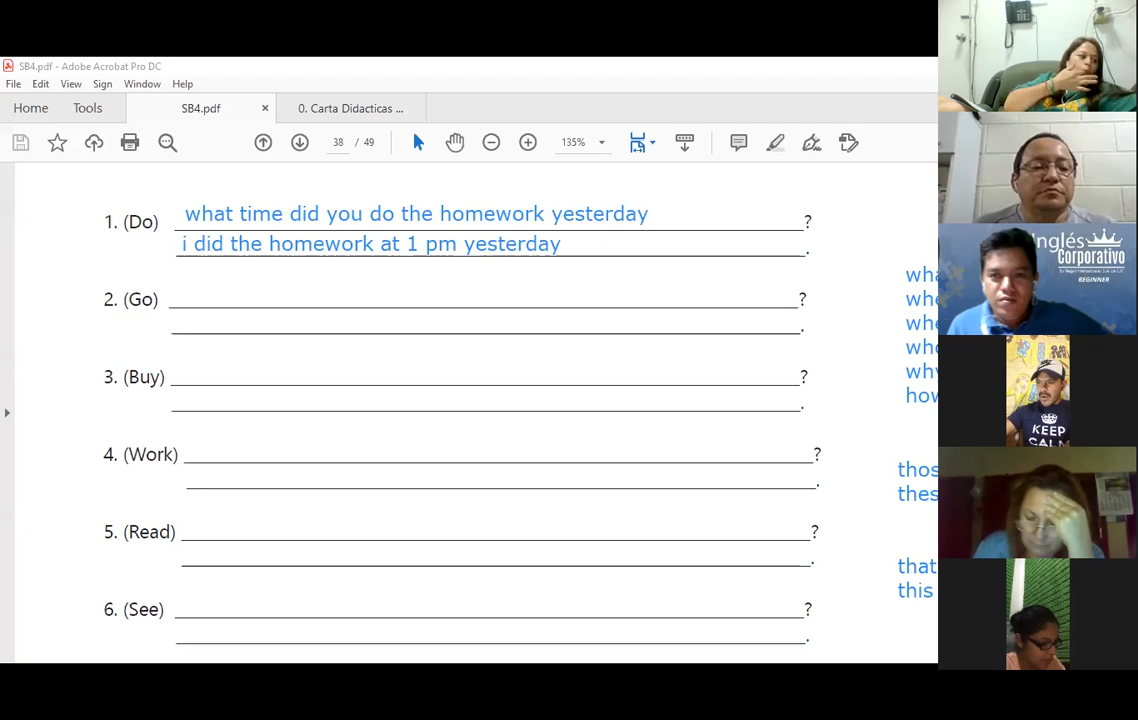 SB4.pdf - Adobe Acrobat Pro DC
File Edit View Sign Window Help
Home Tools SB4.pdf × 0. Carta Didacticas ...
38 / 49 135%
1. (Do) what time did you do the homework yesterday ?
i did the homework at 1 pm yesterday .
2. (Go) ?
.
3. (Buy) ?
.
4. (Work) ?
.
5. (Read) ?
.
6. (See) ?
.
why
how
that
this
Inglés
Corporativo
BEGINNER
KEEP
CALM